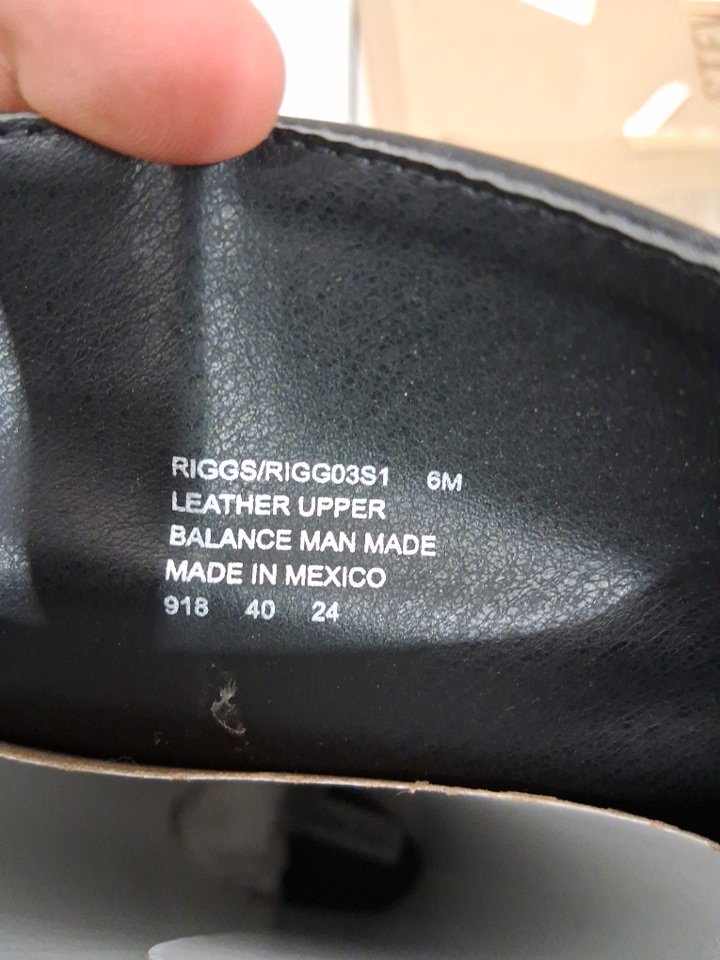 RIGGS/RIGG03S1 6M
LEATHER UPPER
BALANCE MAN MADE
MADE IN MEXICO
918 40 24